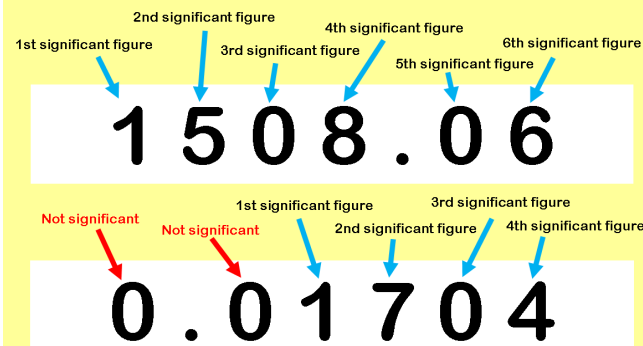 2nd significant figure
4th significant figure
1st significant figure
3rd significant figure
6th significant figure
5th significant figure
1508.06
1st significant figure
3rd significant figure
Not significant
Not significant
2nd significant figure
4th significant figure
0.01704